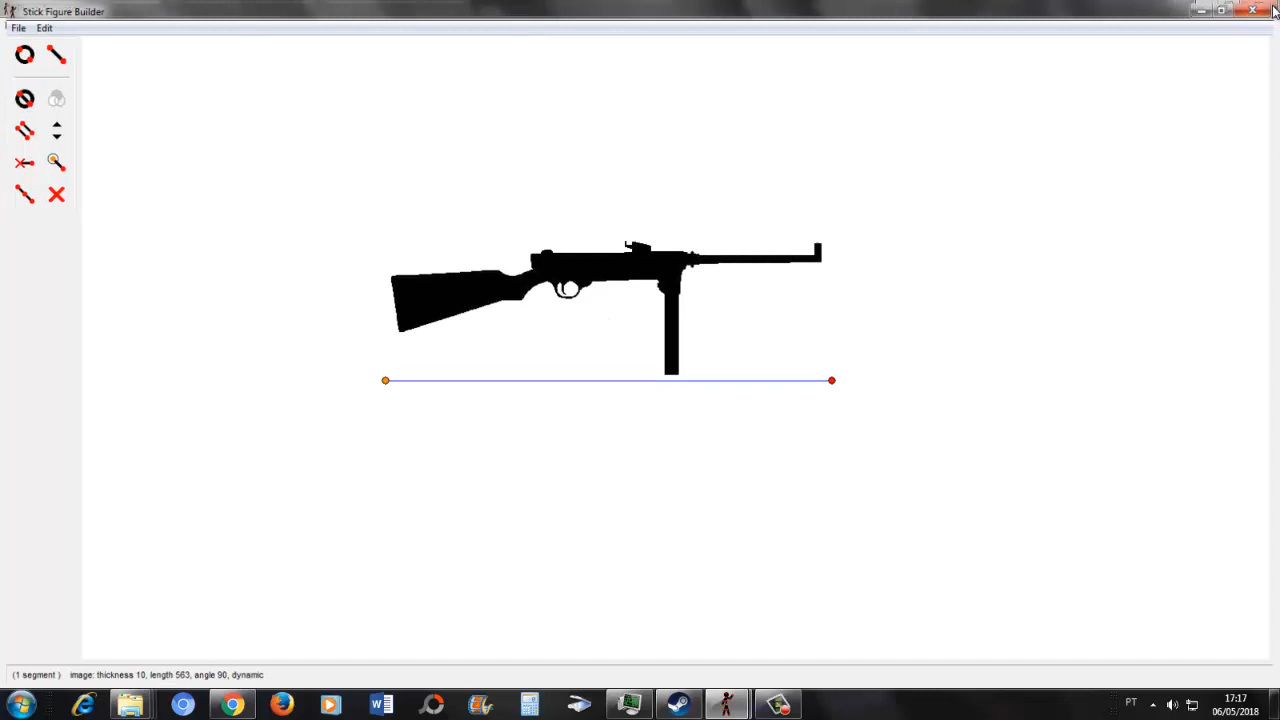 Stick Figure Builder
File Edit
(1 segment ) image: thickness 10, length 563, angle 90, dynamic
PT
17:17
06/05/2018